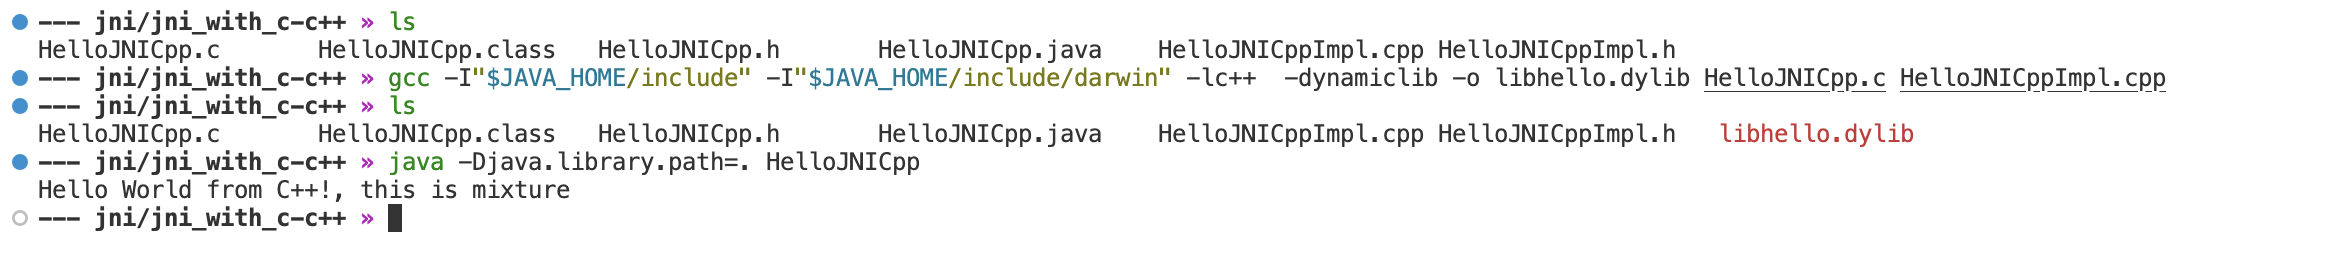 --- jni/jni_with_c-c++ » ls
HelloJNICpp.c       HelloJNICpp.class   HelloJNICpp.h       HelloJNICpp.java    HelloJNICppImpl.cpp HelloJNICppImpl.h
--- jni/jni_with_c-c++ » gcc -I"$JAVA_HOME/include" -I"$JAVA_HOME/include/darwin" -lc++  -dynamiclib -o libhello.dylib HelloJNICpp.c HelloJNICppImpl.cpp
--- jni/jni_with_c-c++ » ls
HelloJNICpp.c       HelloJNICpp.class   HelloJNICpp.h       HelloJNICpp.java    HelloJNICppImpl.cpp HelloJNICppImpl.h   libhello.dylib
--- jni/jni_with_c-c++ » java -Djava.library.path=. HelloJNICpp
Hello World from C++!, this is mixture
--- jni/jni_with_c-c++ »